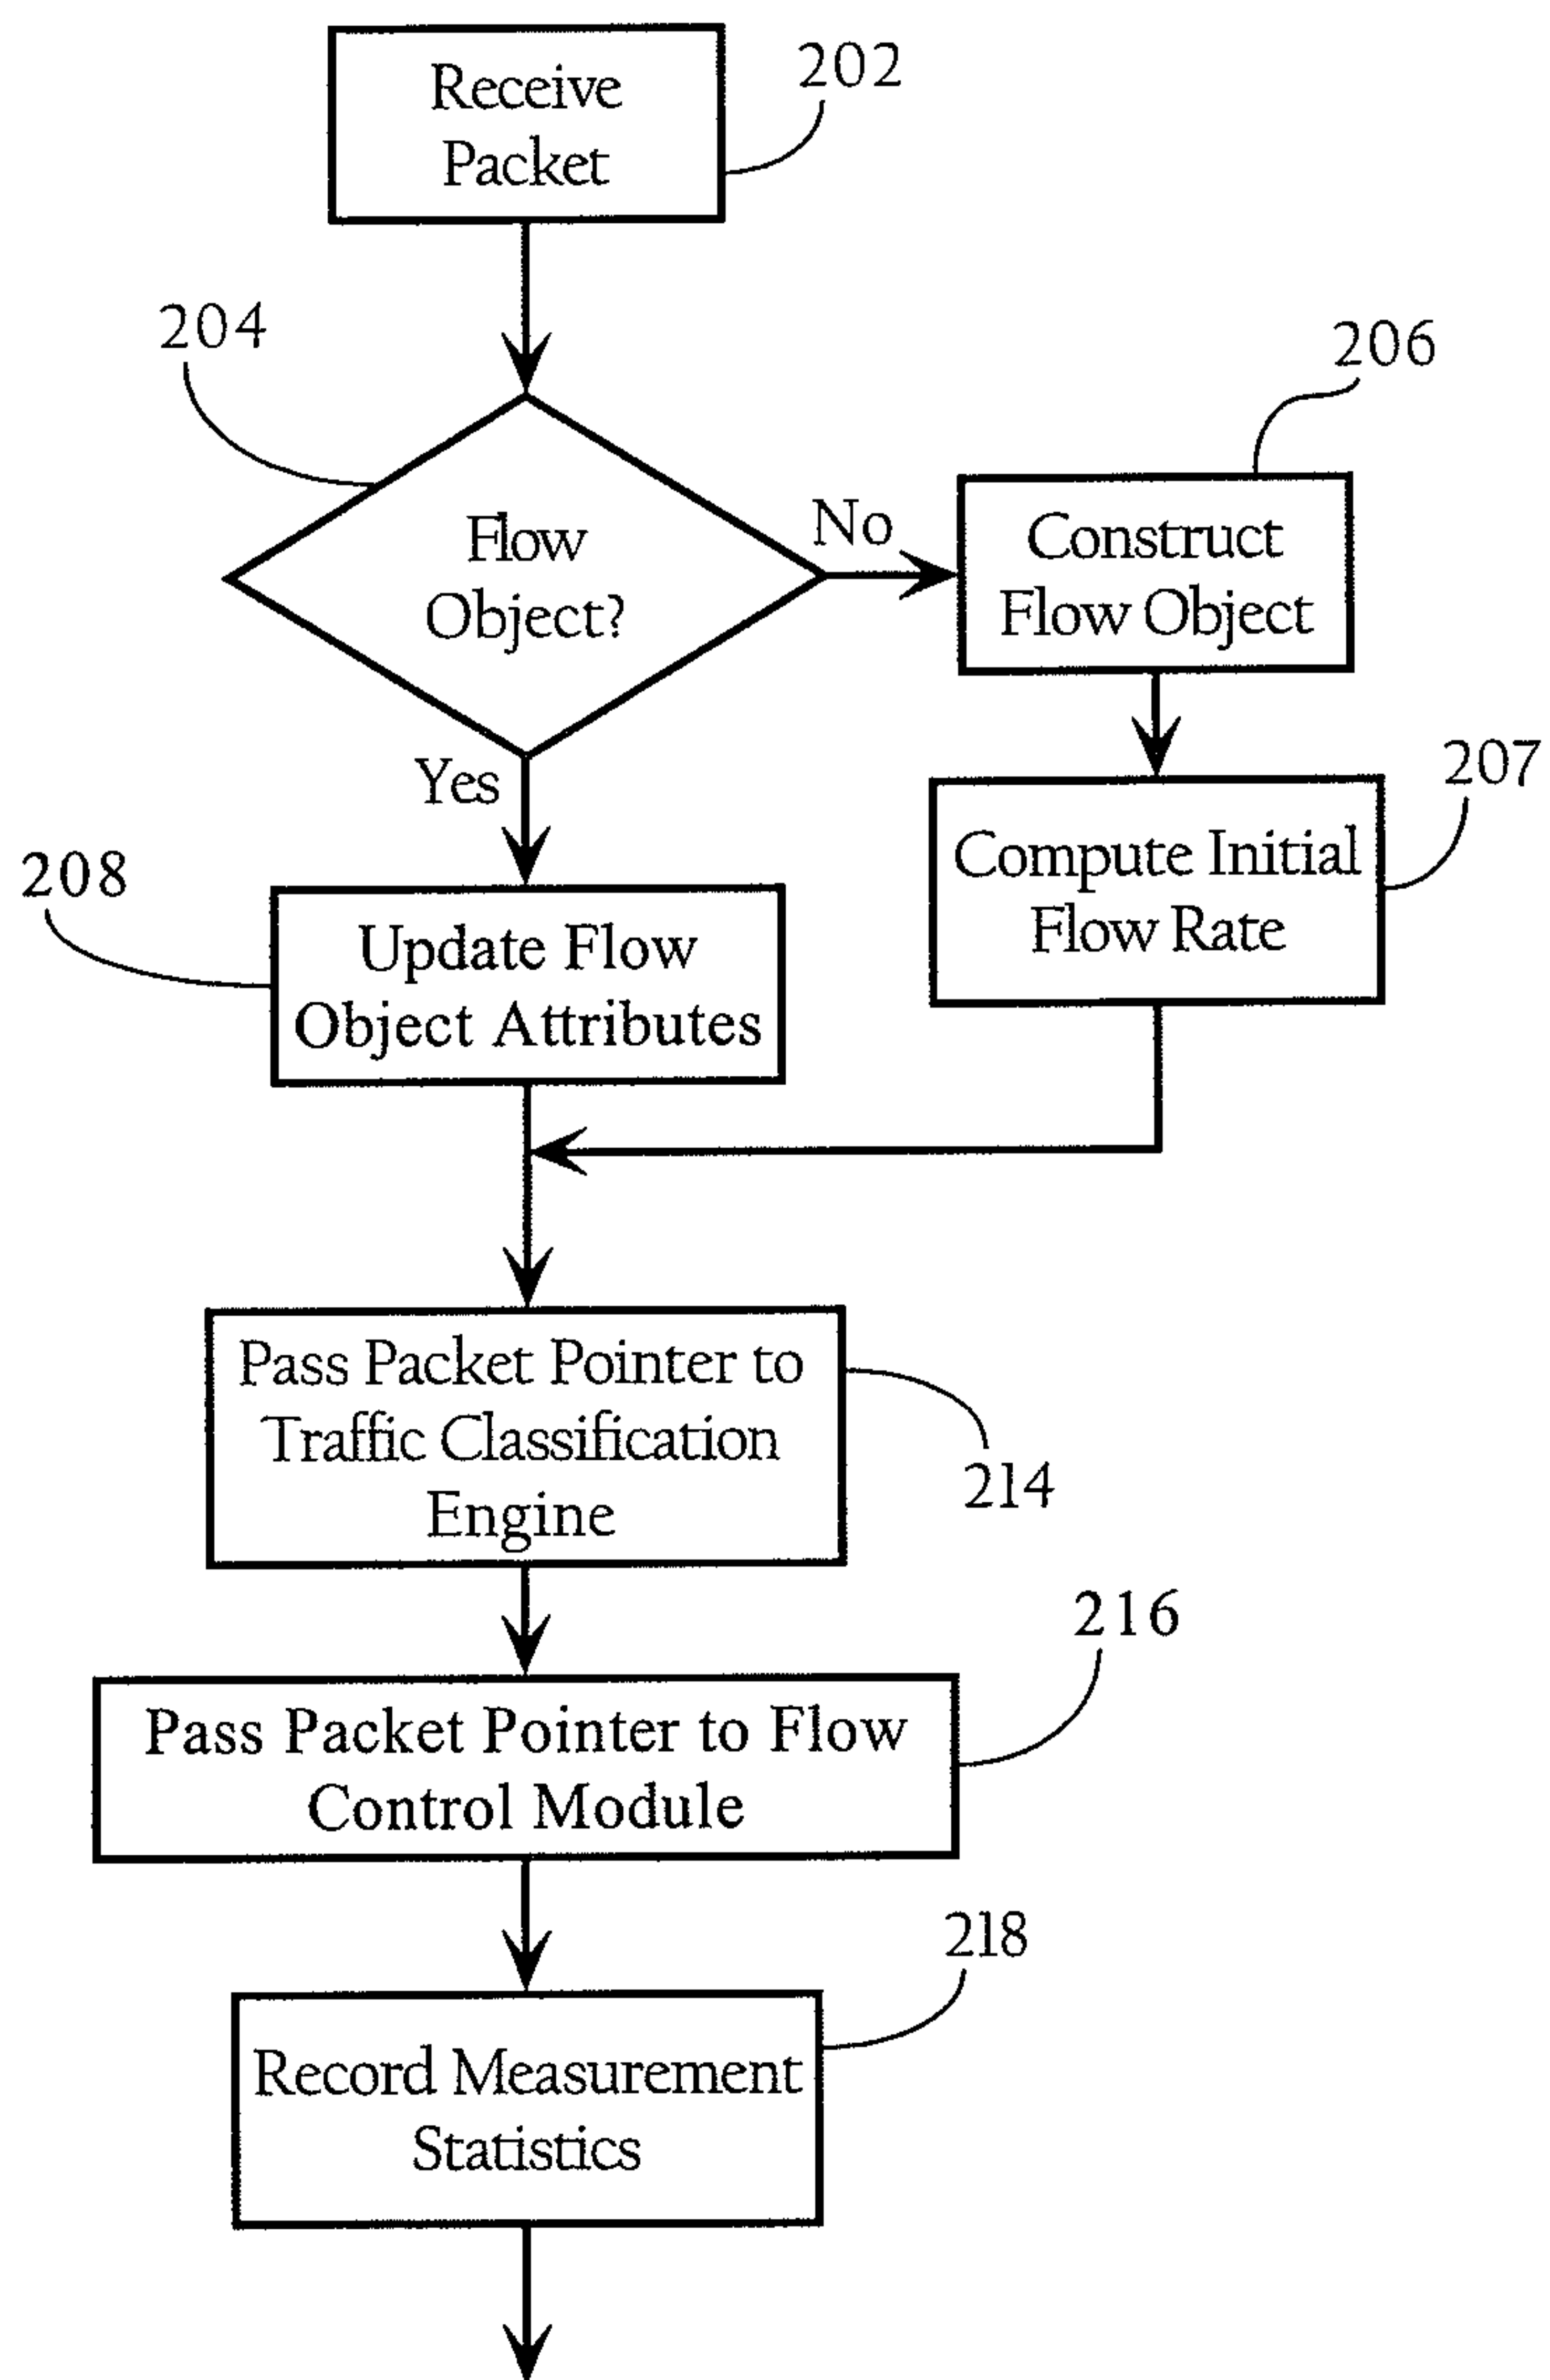 Receive
Packet
202
204
Flow
Object?
No
206
Construct
Flow Object
Yes
207
Compute Initial
Flow Rate
208
Update Flow
Object Attributes
Pass Packet Pointer to
Traffic Classification
Engine
214
216
Pass Packet Pointer to Flow
Control Module
218
Record Measurement
Statistics